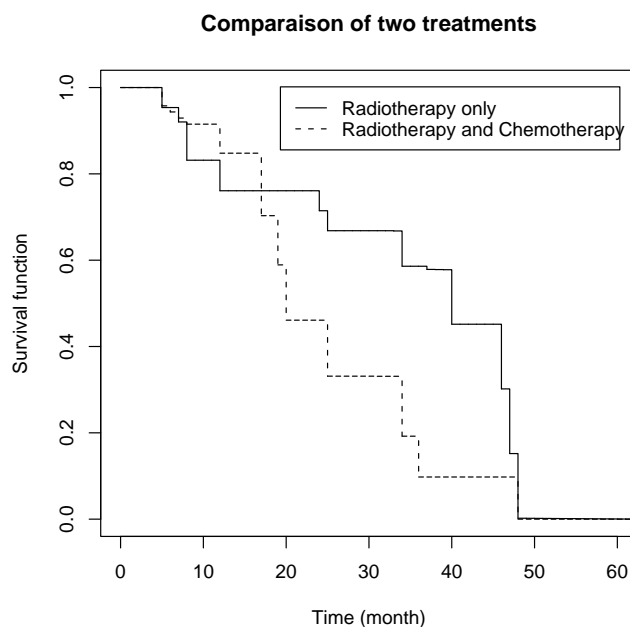 Comparaison of two treatments
Radiotherapy only
Radiotherapy and Chemotherapy
Survival function
1.0
0.8
0.6
0.4
0.2
0.0
0 10 20 30 40 50 60
Time (month)